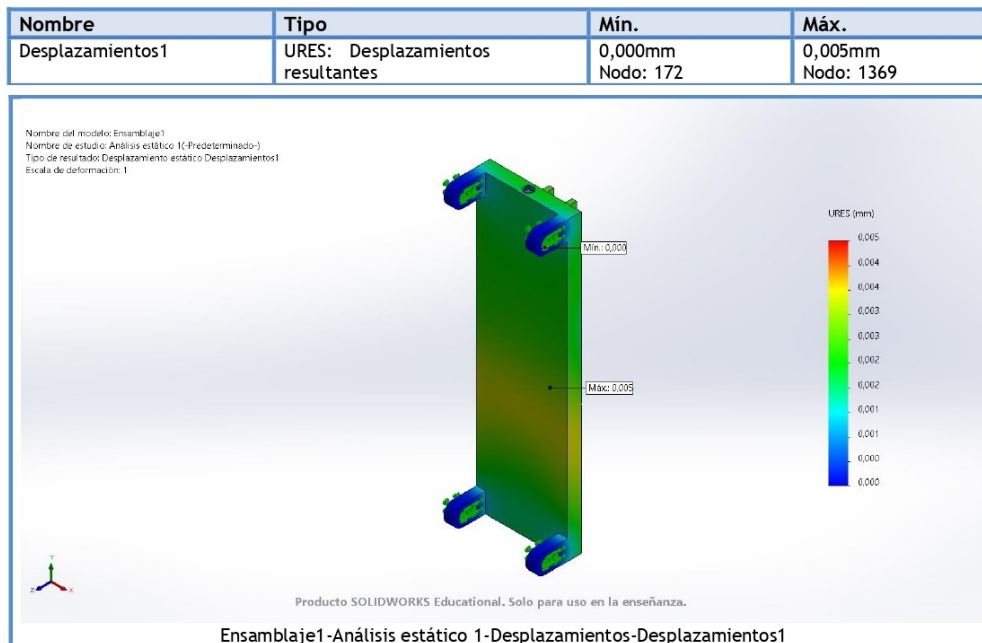 Nombre Tipo Mín. Máx.
Desplazamientos1 URES: Desplazamientos 0,000mm 0,005mm
resultantes Nodo: 172 Nodo: 1369
Nombre del modelo: Ensamblaje1
Nombre de estudio: Análisis estático 1(-Predeterminado-)
Tipo de resultado: Desplazamiento estático Desplazamientos1
Escala de deformación: 1
URES (mm)
0,005
0,004
0,004
0,003
0,003
0,002
0,002
0,001
0,001
0,000
0,000
Mín.: 0,000
Máx.: 0,005
Y
Z
X
Producto SOLIDWORKS Educational. Solo para uso en la enseñanza.
Ensamblaje1-Análisis estático 1-Desplazamientos-Desplazamientos1